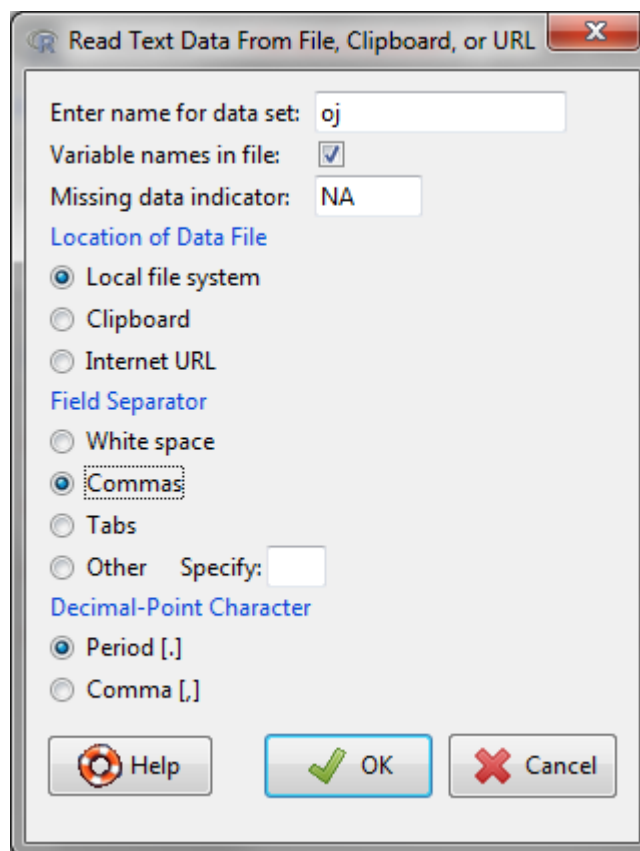 Read Text Data From File, Clipboard, or URL
Enter name for data set: oj
Variable names in file:
Missing data indicator: NA
Location of Data File
Local file system
Clipboard
Internet URL
Field Separator
White space
Commas
Tabs
Other Specify:
Decimal-Point Character
Period [.]
Comma [,]
Help OK Cancel